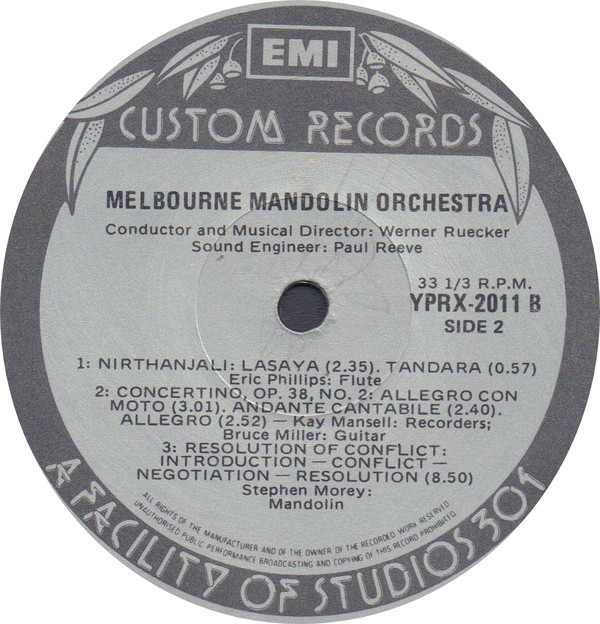 EMI
CUSTOM RECORDS
MELBOURNE MANDOLIN ORCHESTRA
Conductor and Musical Director: Werner Ruecker
Sound Engineer: Paul Reeve
33 1/3 R.P.M.
YPRX-2011 B
SIDE 2
1: NIRTHANJALI: LASAYA (2.35). TANDARA (0.57)
Eric Phillips: Flute
2: CONCERTINO, OP. 38, NO. 2: ALLEGRO CON
MOTO (3.01). ANDANTE CANTABILE (2.40).
ALLEGRO (2.52) — Kay Mansell: Recorders;
Bruce Miller: Guitar
3: RESOLUTION OF CONFLICT:
INTRODUCTION — CONFLICT —
NEGOTIATION — RESOLUTION (8.50)
Stephen Morey:
Mandolin
ALL RIGHTS OF THE MANUFACTURER AND OF THE OWNER OF THE RECORDED WORK RESERVED
UNAUTHORISED PUBLIC PERFORMANCE BROADCASTING AND COPYING OF THIS RECORD PROHIBITED
A FACILITY OF STUDIOS 301